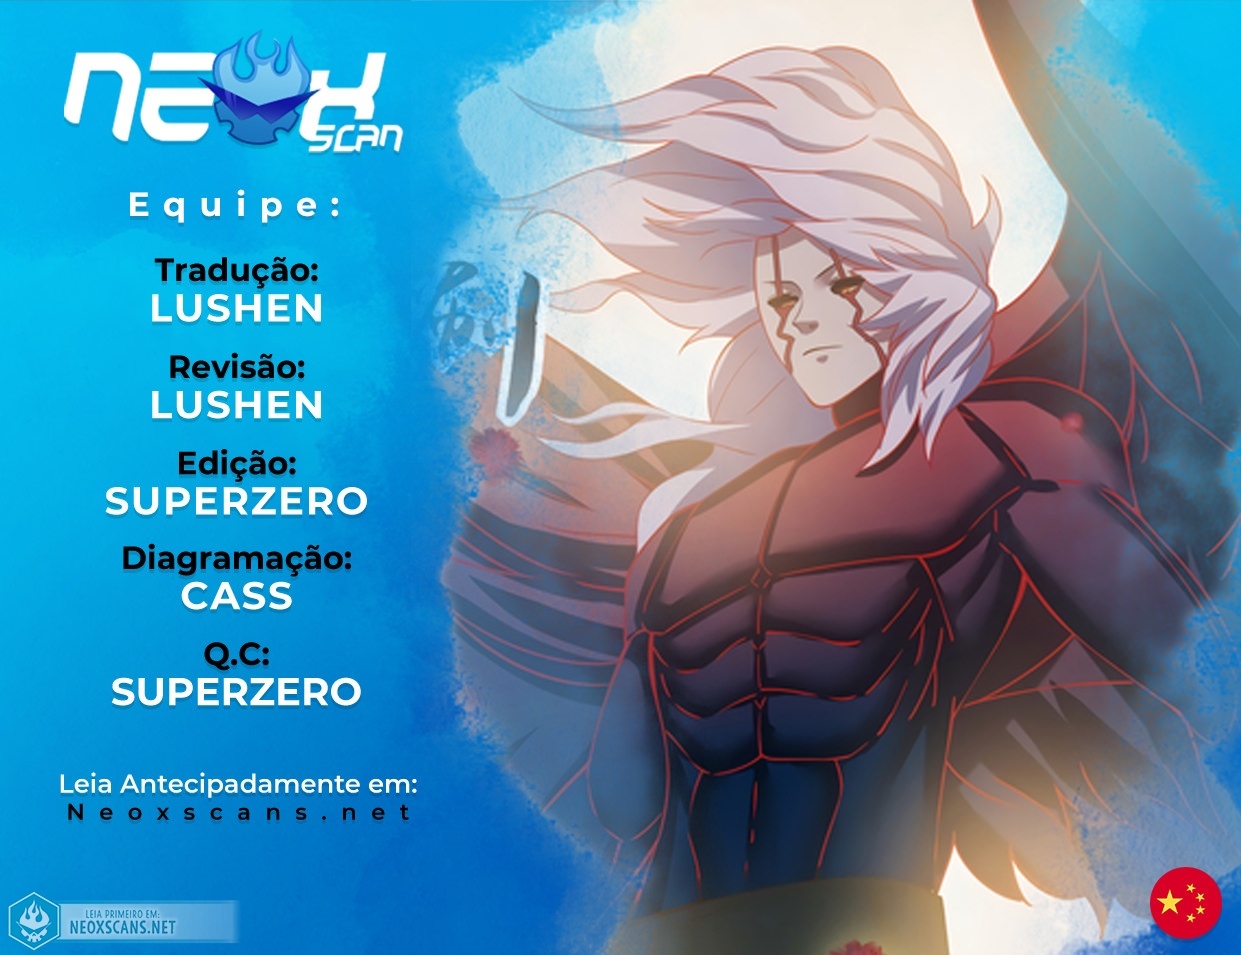 NEOX
SCAN
Equipe:
Tradução:
LUSHEN
Revisão:
LUSHEN
Edição:
SUPERZERO
Diagramação:
CASS
Q.C:
SUPERZERO
Leia Antecipadamente em:
Neoxscans.net
LEIA PRIMEIRO EM:
NEOXSCANS.NET